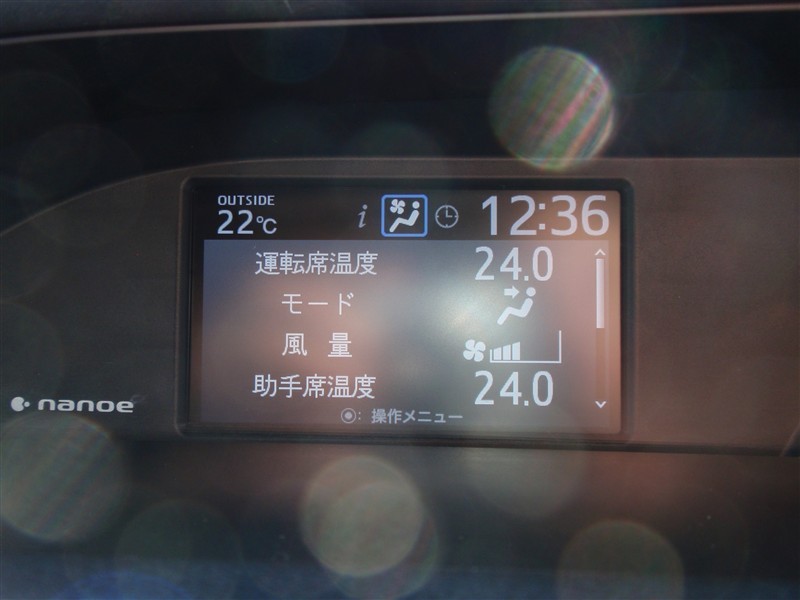 OUTSIDE
22℃ i 12:36
運転席温度 24.0
モード
風量
助手席温度 24.0
◉: 操作メニュー
nanoe